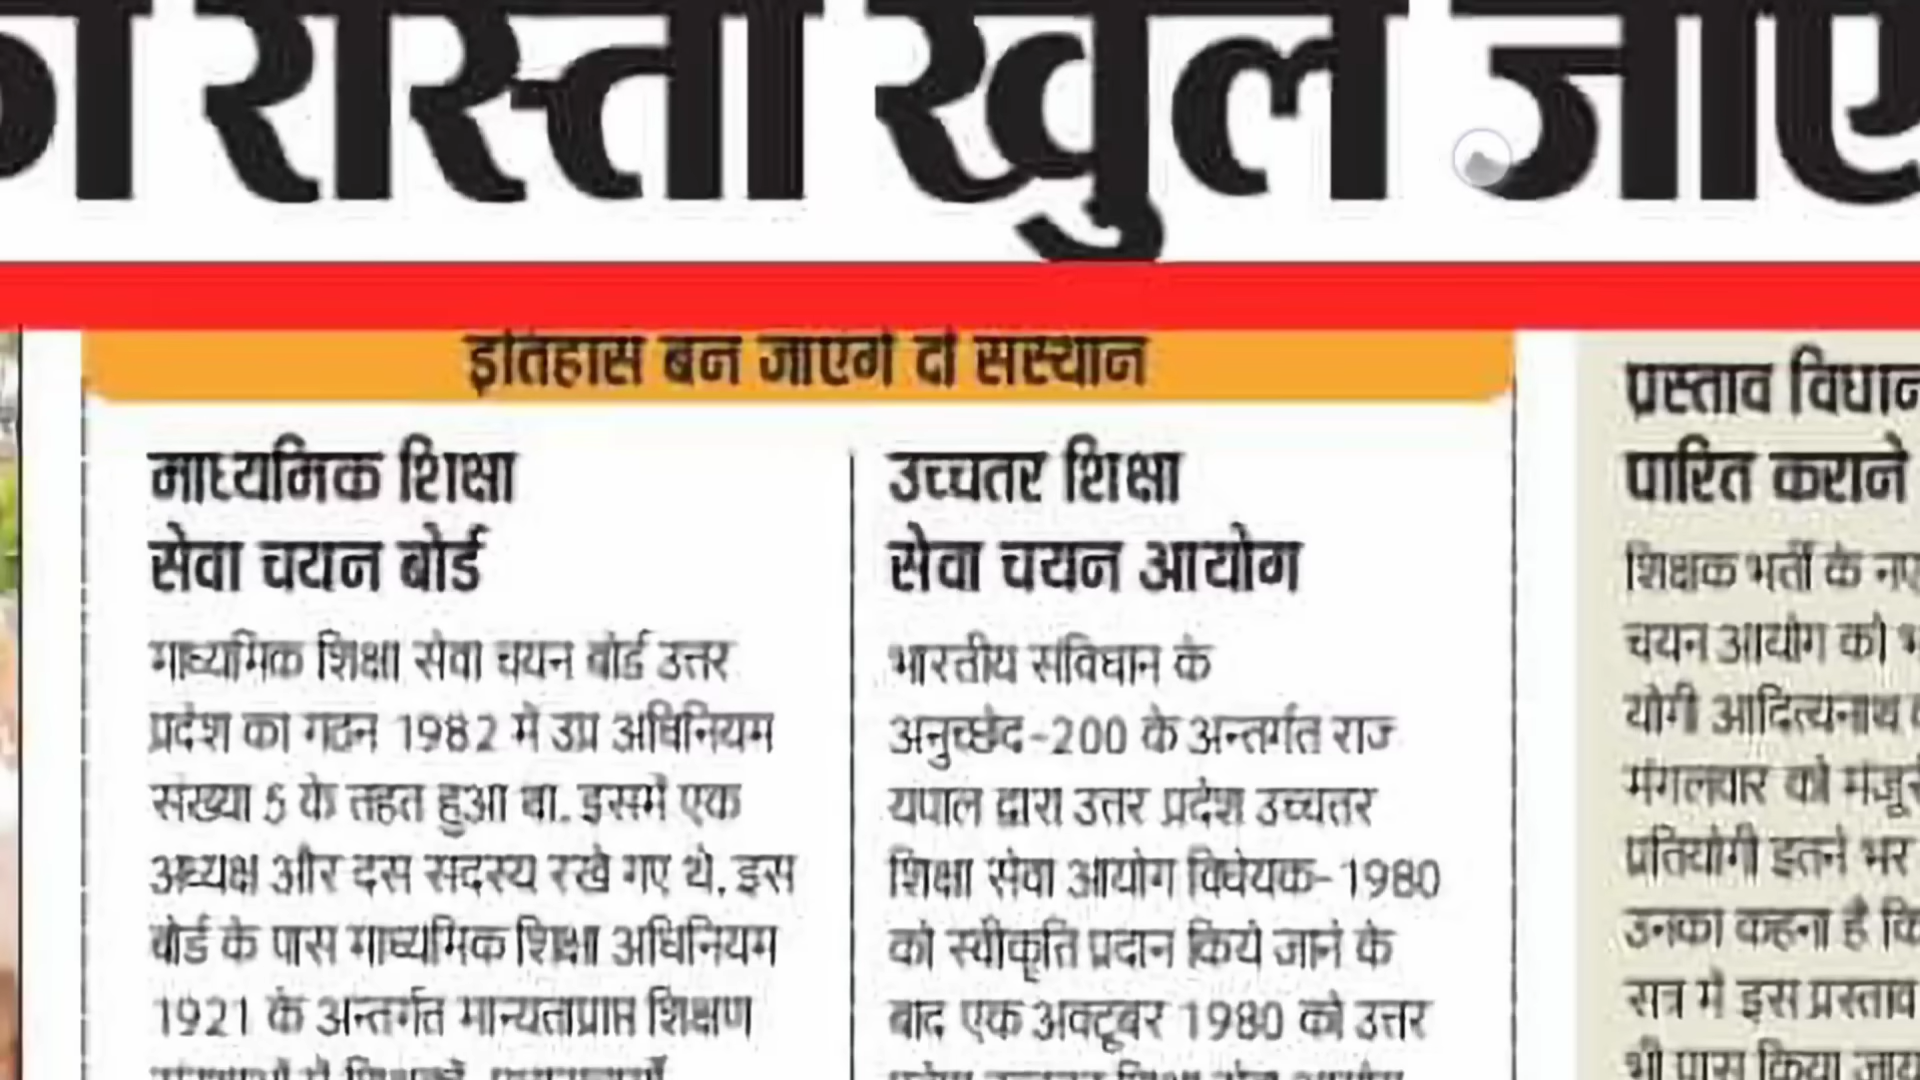 का रास्ता खुल जाए
इतिहास बन जाएंगे दो संस्थान
माध्यमिक शिक्षा
सेवा चयन बोर्ड
माध्यमिक शिक्षा सेवा चयन बोर्ड उत्तर
प्रदेश का गठन 1982 में उप्र अधिनियम
संख्या 5 के तहत हुआ था. इसमें एक
अध्यक्ष और दस सदस्य रखे गए थे. इस
बोर्ड के पास माध्यमिक शिक्षा अधिनियम
1921 के अन्तर्गत मान्यताप्राप्त शिक्षण
उच्चतर शिक्षा
सेवा चयन आयोग
भारतीय संविधान के
अनुच्छेद-200 के अन्तर्गत राज
यपाल द्वारा उतर प्रदेश उच्चतर
शिक्षा सेवा आयोग विधेयक-1980
को स्वीकृति प्रदान किये जाने के
बाद एक अक्टूबर 1980 को उत्तर
प्रस्ताव विधान
पारित कराने
शिक्षक भर्ती के नए
चयन आयोग को
योगी आदित्यनाथ
मंगलवार को मंजूरी
प्रतियोगी इतने भर
उनका कहना है कि
सत्र में इस प्रस्ताव
भी पास किया जाय